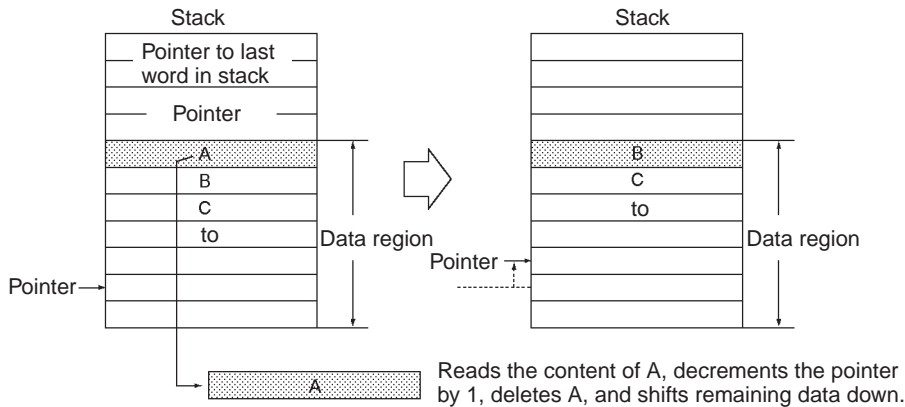 Stack
Pointer to last
word in stack
Pointer
A
B
C
to
Data region
Pointer
A
Stack
B
C
to
Data region
Pointer
Reads the content of A, decrements the pointer
by 1, deletes A, and shifts remaining data down.